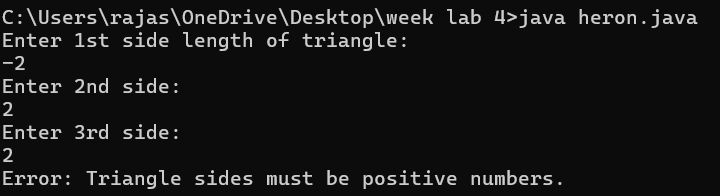 C:\Users\rajas\OneDrive\Desktop\week lab 4>java heron.java
Enter 1st side length of triangle:
-2
Enter 2nd side:
2
Enter 3rd side:
2
Error: Triangle sides must be positive numbers.